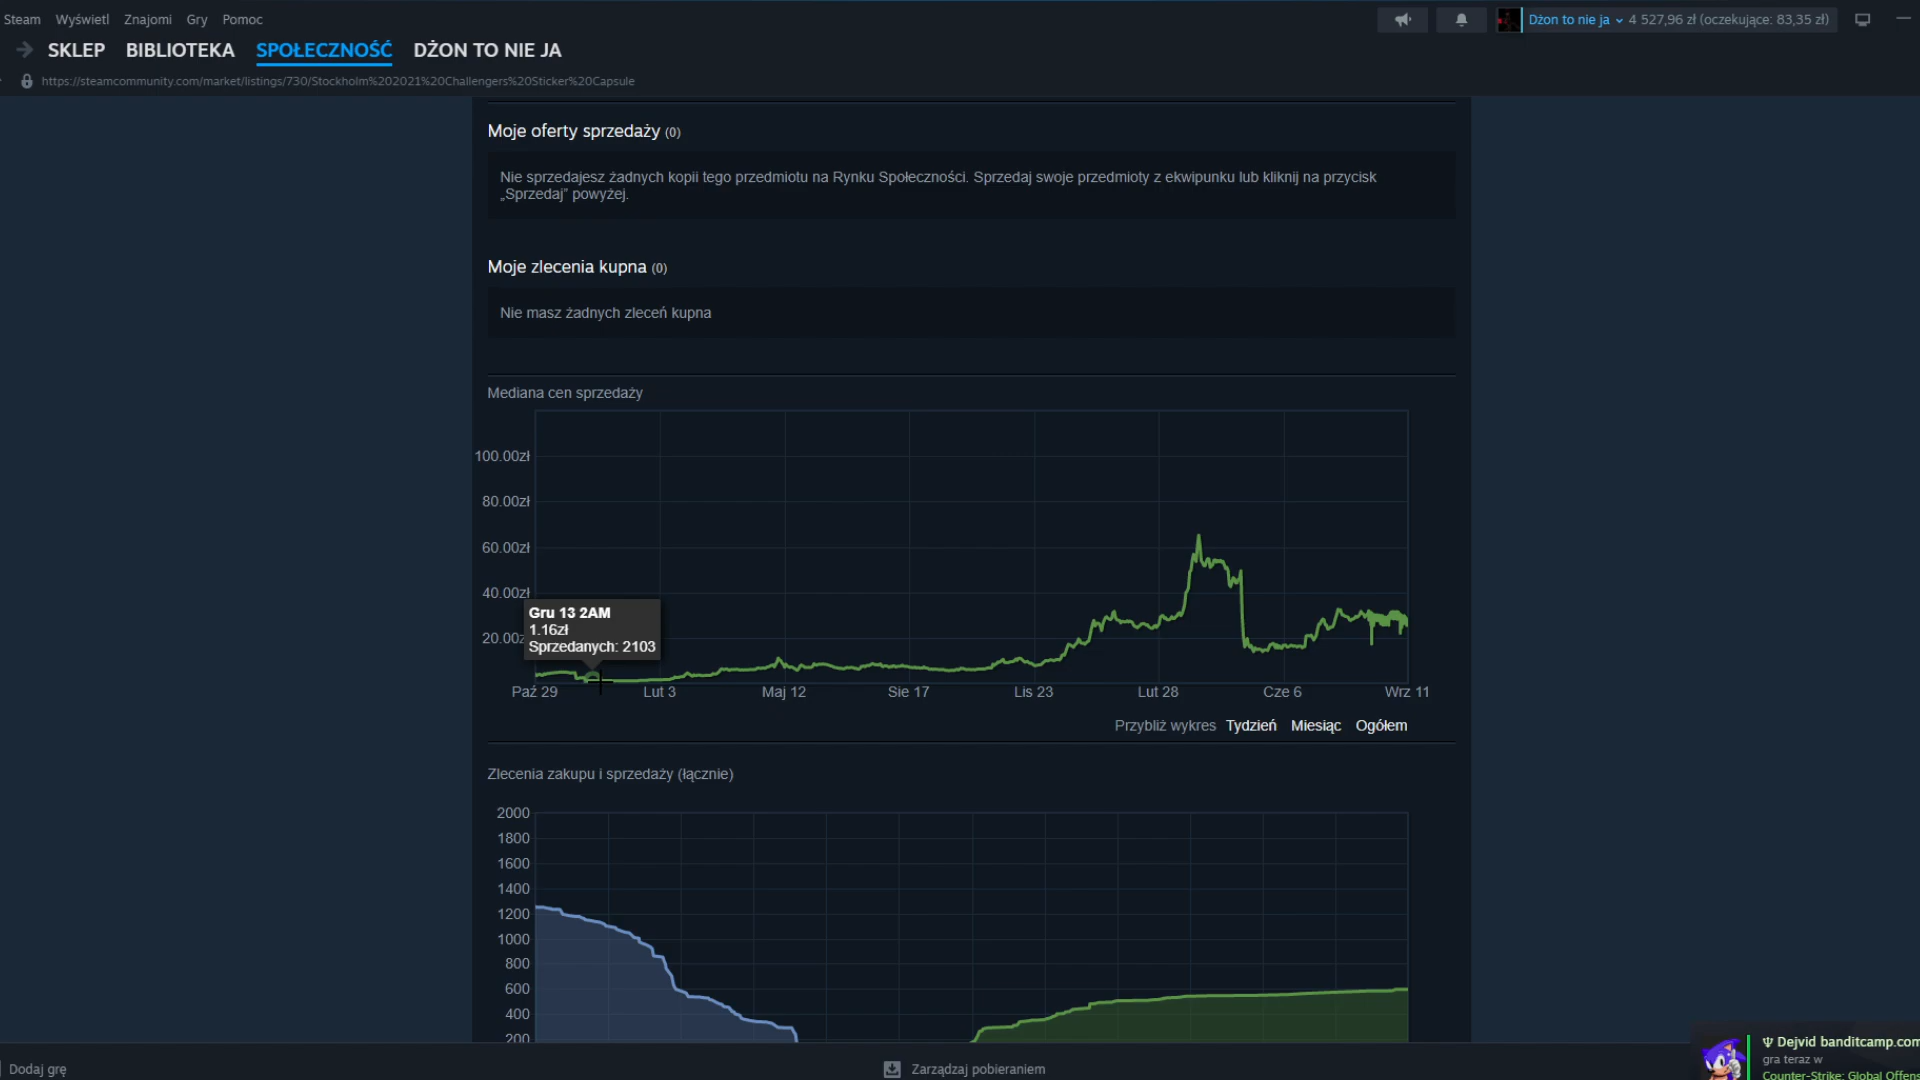 Steam Wyświetl Znajomi Gry Pomoc
Dżon to nie ja 4 527,96 zł (oczekujące: 83,35 zł)
SKLEP BIBLIOTEKA SPOŁECZNOŚĆ DŻON TO NIE JA
https://steamcommunity.com/market/listings/730/Stockholm%202021%20Challengers%20Sticker%20Capsule
Moje oferty sprzedaży (0)
Nie sprzedajesz żadnych kopii tego przedmiotu na Rynku Społeczności. Sprzedaj swoje przedmioty z ekwipunku lub kliknij na przycisk
„Sprzedaj” powyżej.
Moje zlecenia kupna (0)
Nie masz żadnych zleceń kupna
Mediana cen sprzedaży
100.00zł
80.00zł
60.00zł
40.00zł
20.00z
Gru 13 2AM
1.16zł
Sprzedanych: 2103
Paź 29 Lut 3 Maj 12 Sie 17 Lis 23 Lut 28 Cze 6 Wrz 11
Przybliż wykres Tydzień Miesiąc Ogółem
Zlecenia zakupu i sprzedaży (łącznie)
2000
1800
1600
1400
1200
1000
800
600
400
200
Ψ Dejvid banditcamp.com
gra teraz w
Counter-Strike: Global Offens
Dodaj grę
Zarządzaj pobieraniem